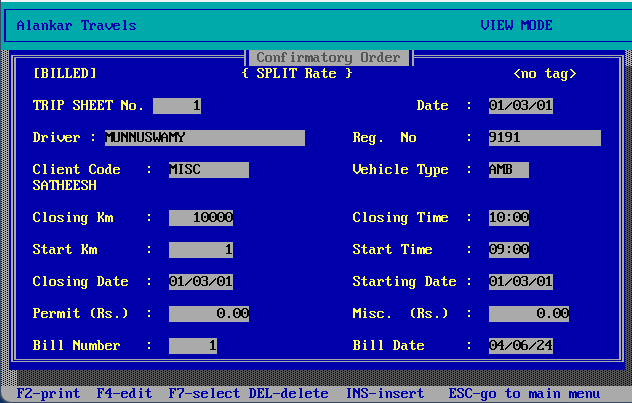 Alankar Travels VIEW MODE
Confirmatory Order
[BILLED] { SPLIT Rate } <no tag>
TRIP SHEET No. 1 Date : 01/03/01
Driver : MUNNUSWAMY Reg. No : 9191
Client Code : MISC Vehicle Type : AMB
SATHEESH
Closing Km : 10000 Closing Time : 10:00
Start Km : 1 Start Time : 09:00
Closing Date : 01/03/01 Starting Date : 01/03/01
Permit (Rs.) : 0.00 Misc. (Rs.) : 0.00
Bill Number : 1 Bill Date : 04/06/24
F2-print F4-edit F7-select DEL-delete INS-insert ESC-go to main menu